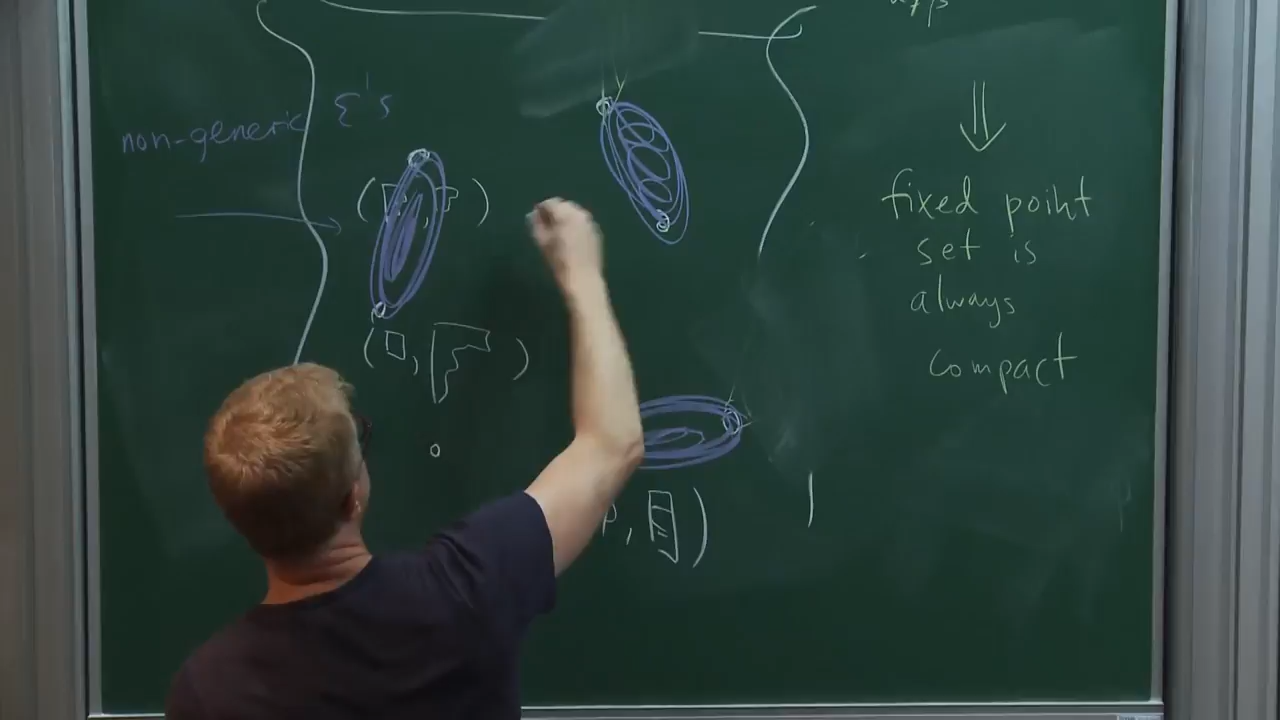 non-generic ε's
fixed point
set is
always
compact